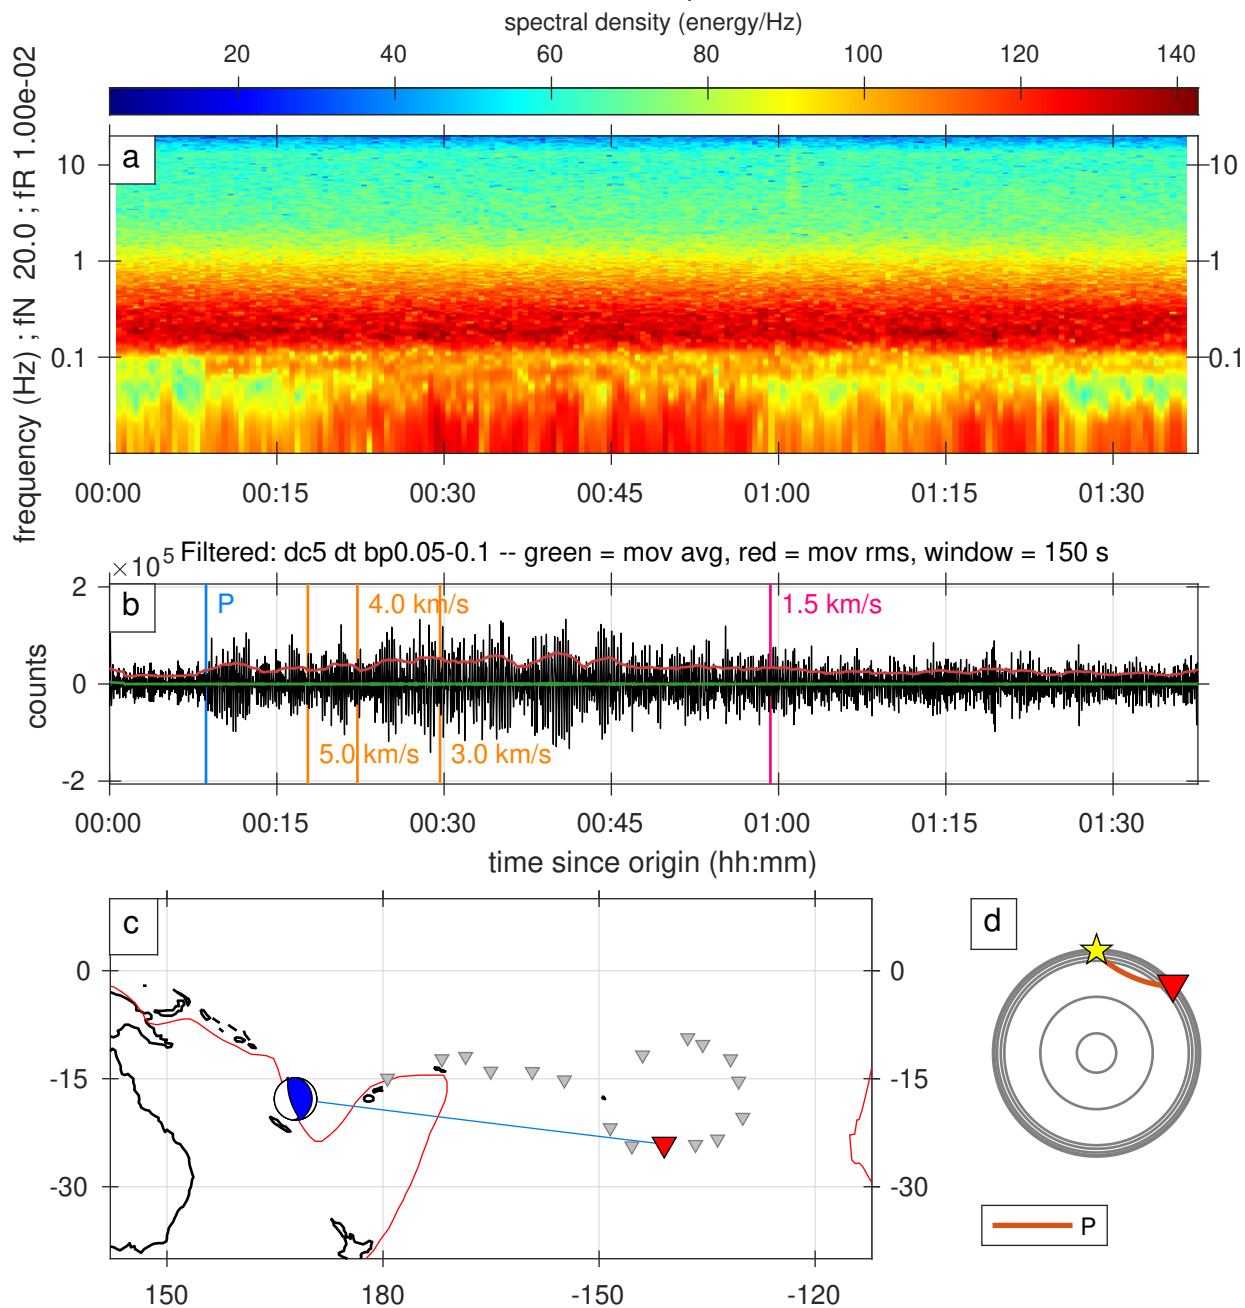 spectral density (energy/Hz)
20 40 60 80 100 120 140
frequency (Hz) ; fN 20.0 ; fR 1.00e-02
a
10 10
1 1
0.1 0.1
00:00 00:15 00:30 00:45 01:00 01:15 01:30
Filtered: dc5 dt bp0.05-0.1 -- green = mov avg, red = mov rms, window = 150 s
×10^5
b
counts
2
0
-2
P
4.0 km/s
1.5 km/s
5.0 km/s
3.0 km/s
00:00 00:15 00:30 00:45 01:00 01:15 01:30
time since origin (hh:mm)
c
0 0
-15 -15
-30 -30
150 180 -150 -120
d
P